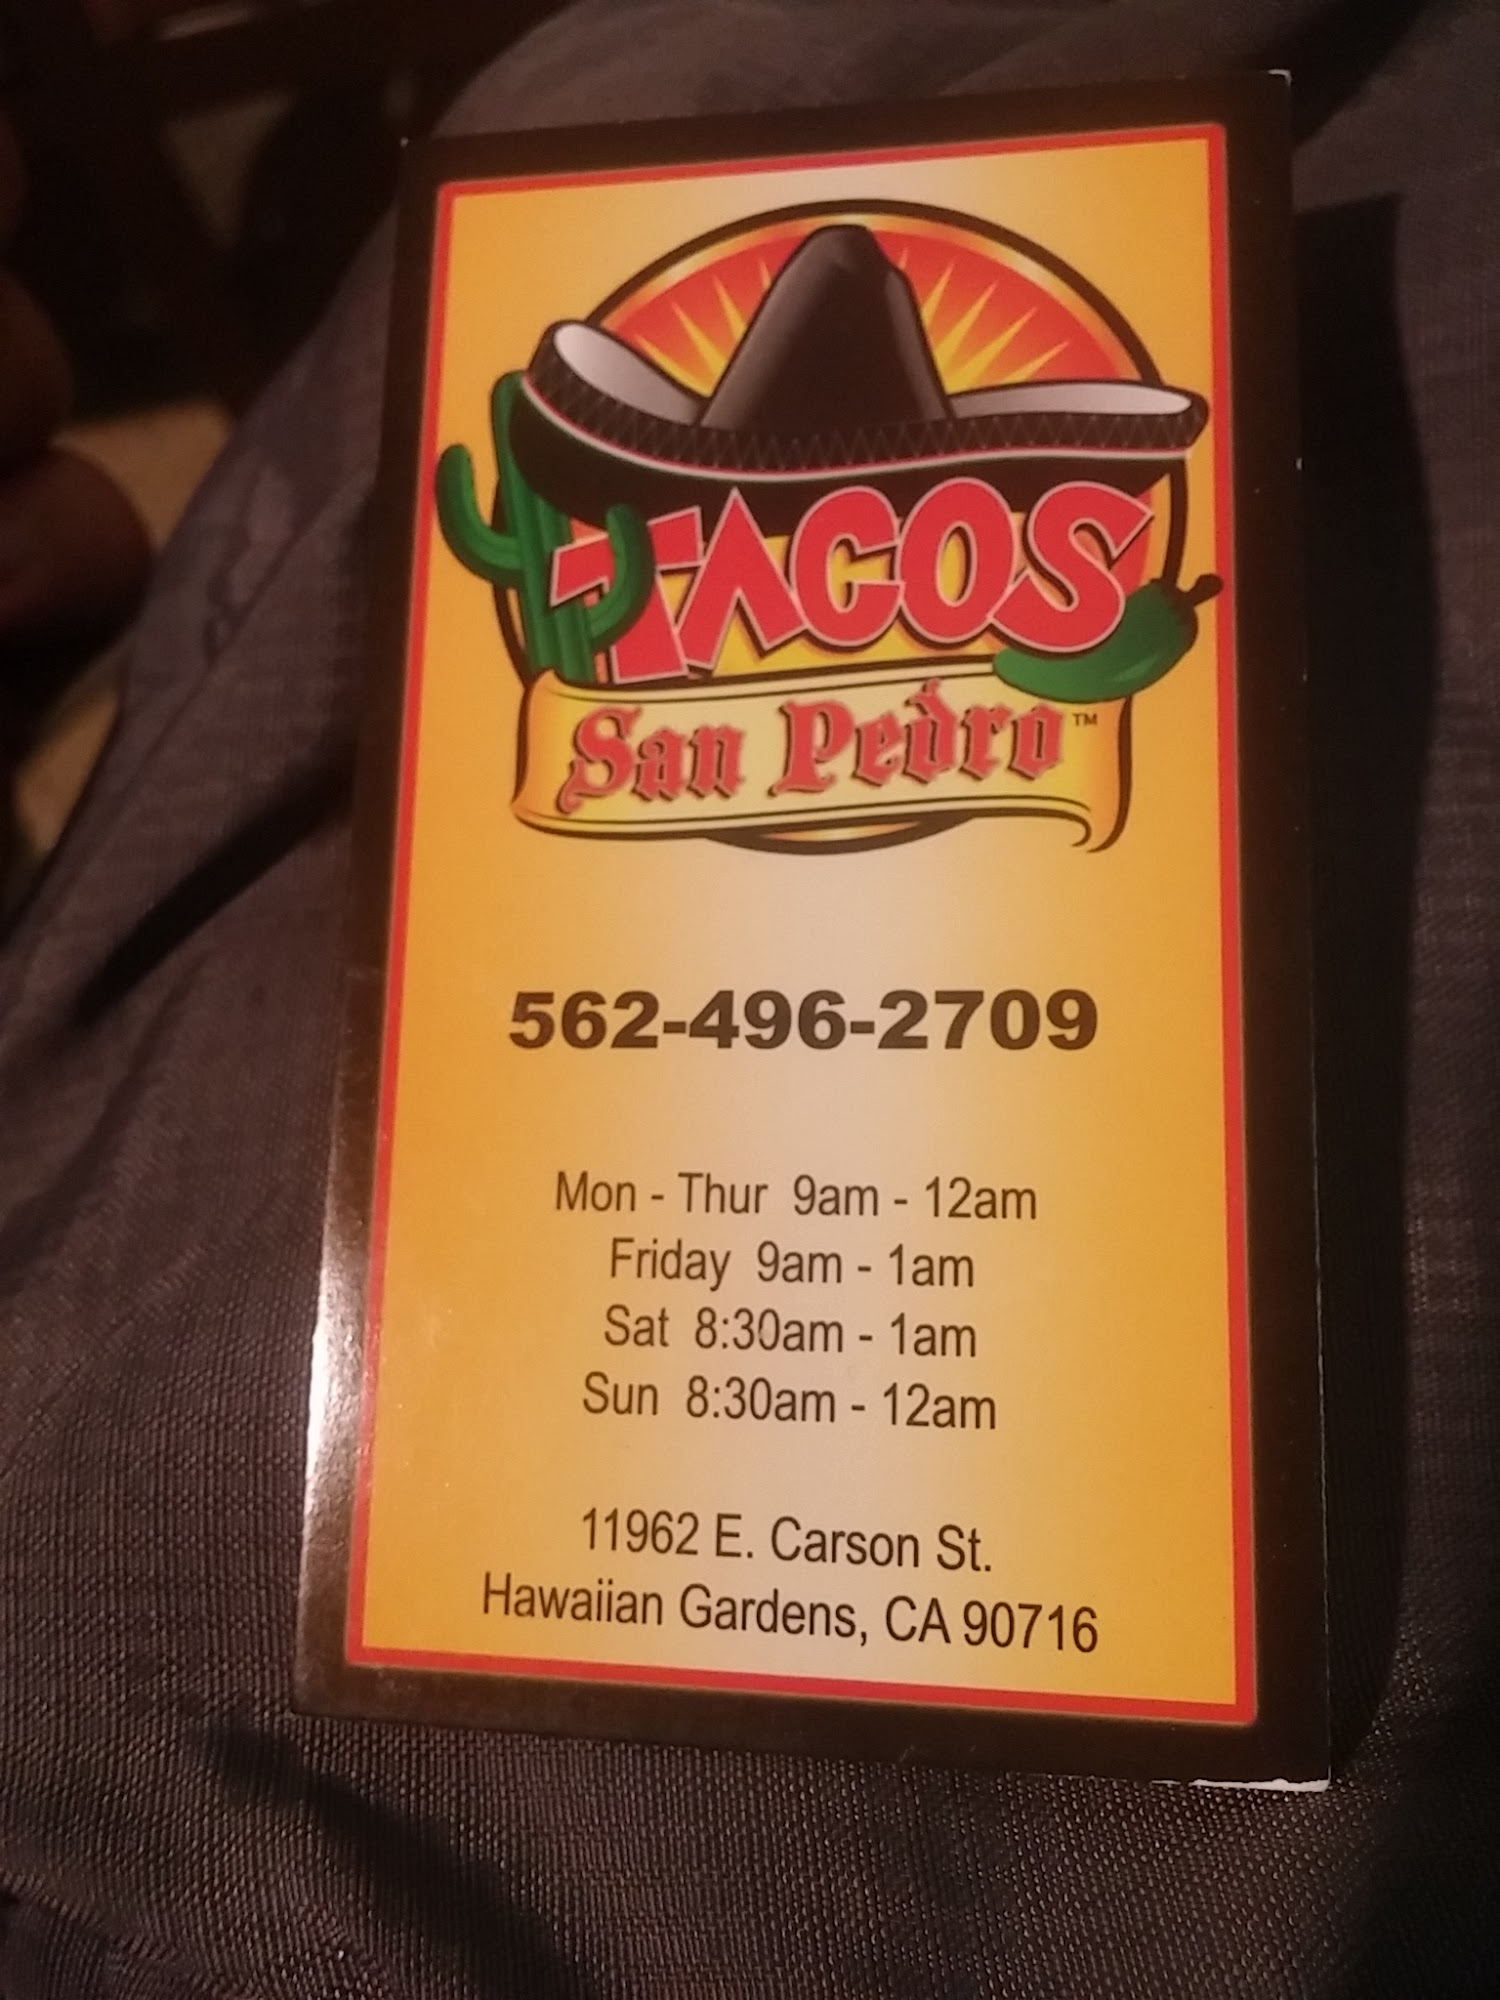 TACOS
San Pedro™
562-496-2709
Mon - Thur 9am - 12am
Friday 9am - 1am
Sat 8:30am - 1am
Sun 8:30am - 12am
11962 E. Carson St.
Hawaiian Gardens, CA 90716